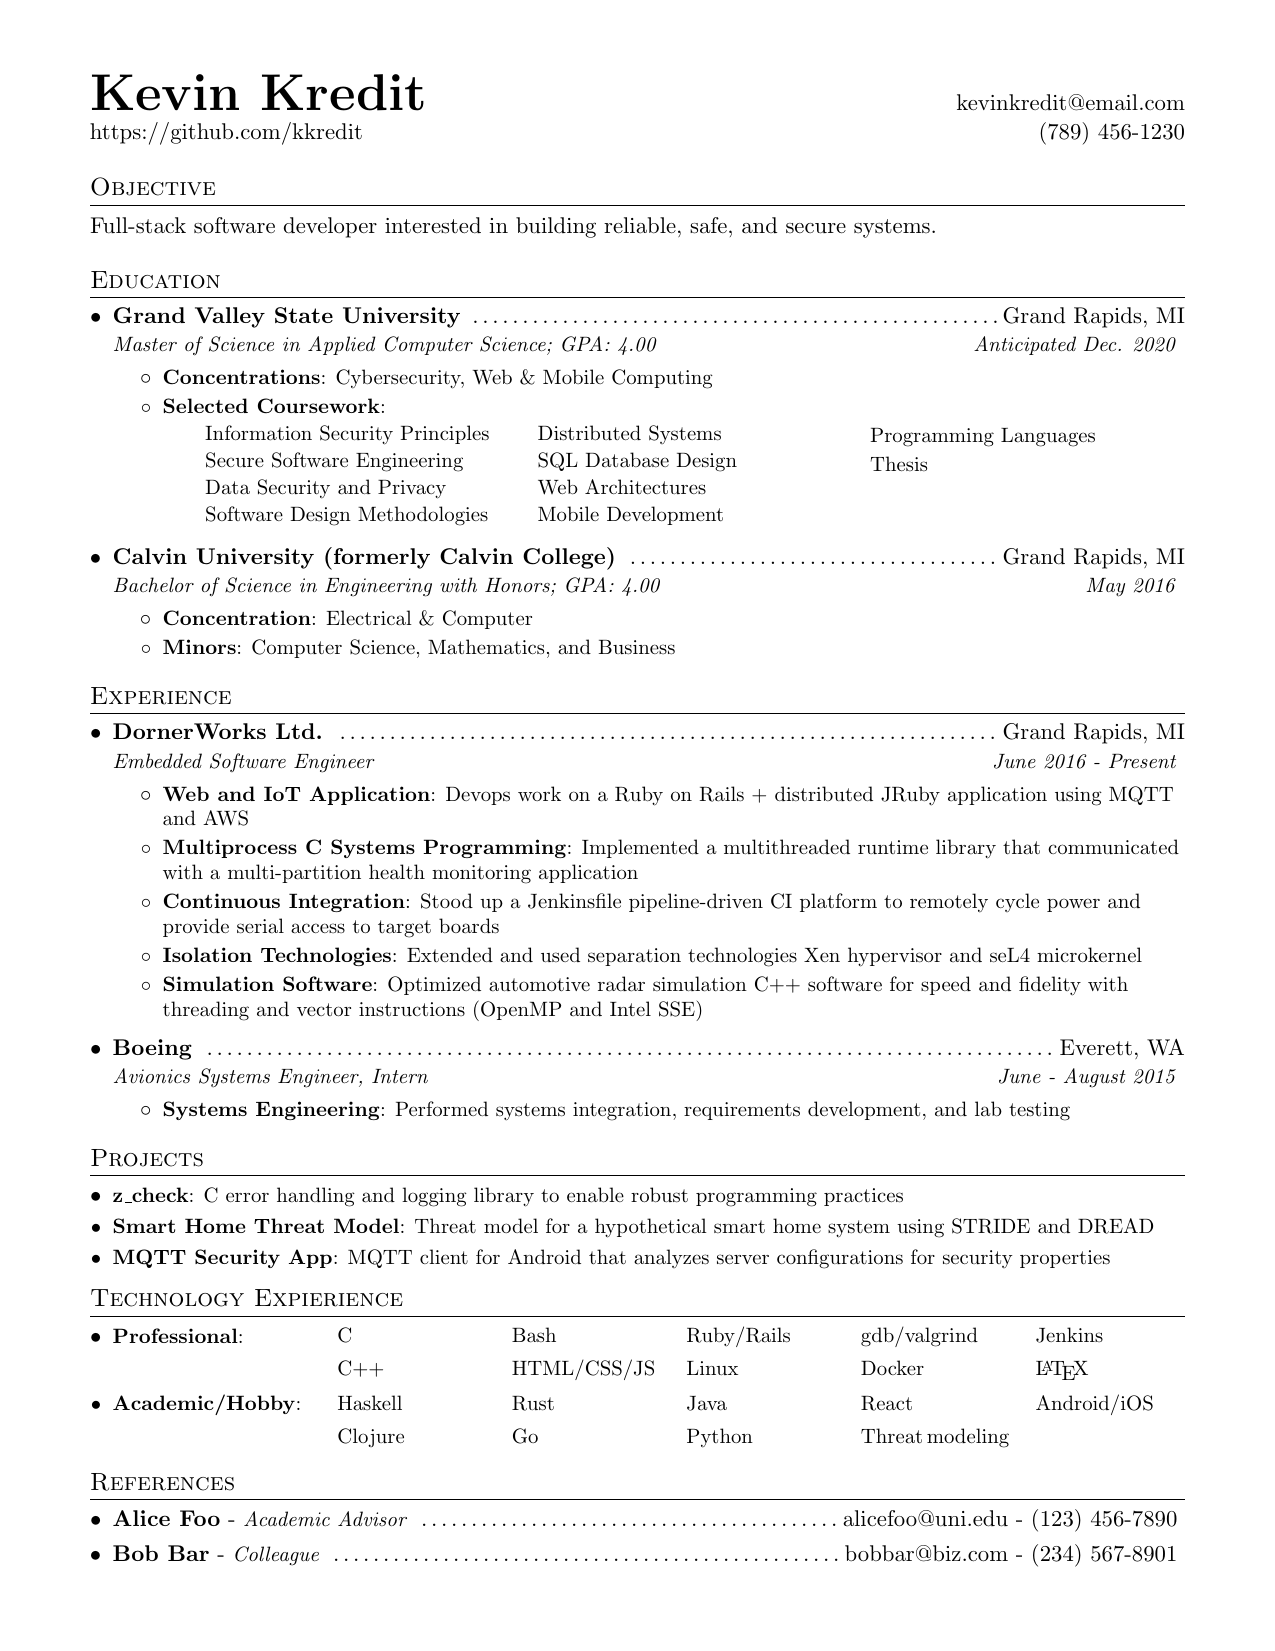 Kevin Kredit
kevinkredit@email.com
https://github.com/kkredit
(789) 456-1230
Objective
Full-stack software developer interested in building reliable, safe, and secure systems.
Education
• Grand Valley State University ..................................................... Grand Rapids, MI
Master of Science in Applied Computer Science; GPA: 4.00 Anticipated Dec. 2020
◦ Concentrations: Cybersecurity, Web & Mobile Computing
◦ Selected Coursework:
Information Security Principles Distributed Systems Programming Languages
Secure Software Engineering SQL Database Design Thesis
Data Security and Privacy Web Architectures
Software Design Methodologies Mobile Development
• Calvin University (formerly Calvin College) ..................................... Grand Rapids, MI
Bachelor of Science in Engineering with Honors; GPA: 4.00 May 2016
◦ Concentration: Electrical & Computer
◦ Minors: Computer Science, Mathematics, and Business
Experience
• DornerWorks Ltd. .................................................................. Grand Rapids, MI
Embedded Software Engineer June 2016 - Present
◦ Web and IoT Application: Devops work on a Ruby on Rails + distributed JRuby application using MQTT
and AWS
◦ Multiprocess C Systems Programming: Implemented a multithreaded runtime library that communicated
with a multi-partition health monitoring application
◦ Continuous Integration: Stood up a Jenkinsfile pipeline-driven CI platform to remotely cycle power and
provide serial access to target boards
◦ Isolation Technologies: Extended and used separation technologies Xen hypervisor and seL4 microkernel
◦ Simulation Software: Optimized automotive radar simulation C++ software for speed and fidelity with
threading and vector instructions (OpenMP and Intel SSE)
• Boeing ..................................................................................... Everett, WA
Avionics Systems Engineer, Intern June - August 2015
◦ Systems Engineering: Performed systems integration, requirements development, and lab testing
Projects
• z_check: C error handling and logging library to enable robust programming practices
• Smart Home Threat Model: Threat model for a hypothetical smart home system using STRIDE and DREAD
• MQTT Security App: MQTT client for Android that analyzes server configurations for security properties
Technology Expierience
• Professional: C Bash Ruby/Rails gdb/valgrind Jenkins
C++ HTML/CSS/JS Linux Docker LATEX
• Academic/Hobby: Haskell Rust Java React Android/iOS
Clojure Go Python Threat modeling
References
• Alice Foo - Academic Advisor .......................................... alicefoo@uni.edu - (123) 456-7890
• Bob Bar - Colleague ................................................... bobbar@biz.com - (234) 567-8901